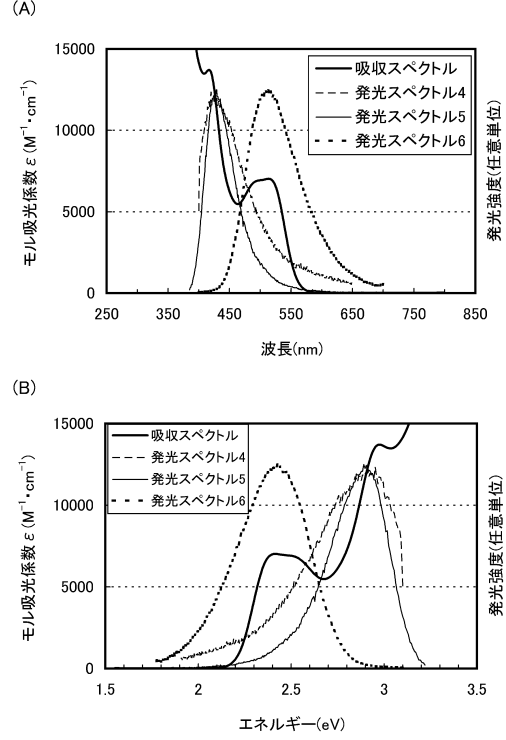 (A)
15000
10000
5000
0
モル吸光係数 ε (M⁻¹・cm⁻¹)
吸収スペクトル
発光スペクトル4
発光スペクトル5
発光スペクトル6
発光強度(任意単位)
250 350 450 550 650 750 850
波長(nm)
(B)
15000
10000
5000
0
モル吸光係数 ε (M⁻¹・cm⁻¹)
吸収スペクトル
発光スペクトル4
発光スペクトル5
発光スペクトル6
発光強度(任意単位)
1.5 2 2.5 3 3.5
エネルギー(eV)